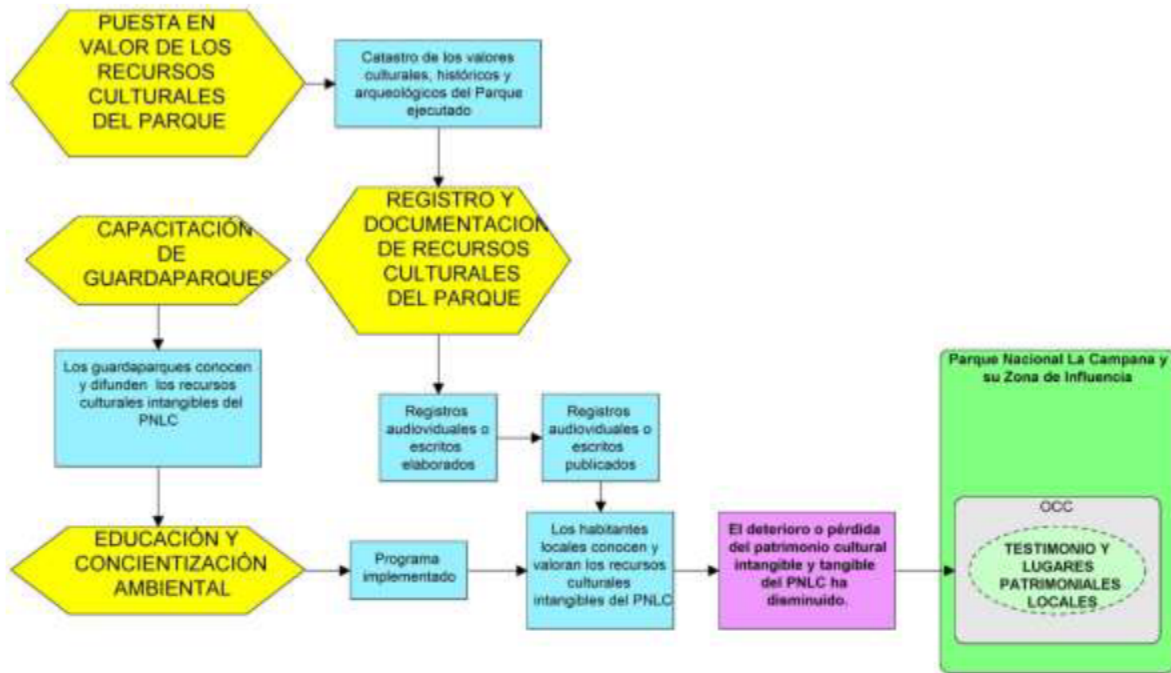 PUESTA EN
VALOR DE LOS
RECURSOS
CULTURALES
DEL PARQUE
Catastro de los valores
culturales, históricos y
arqueológicos del Parque
ejecutado
CAPACITACIÓN
DE
GUARDAPARQUES
REGISTRO Y
DOCUMENTACION
DE RECURSOS
CULTURALES
DEL PARQUE
Los guardaparques conocen
y difunden los recursos
culturales intangibles del
PNLC
Registros
audioviduales o
escritos
elaborados
Registros
audioviduales o
escritos
publicados
EDUCACIÓN Y
CONCIENTIZACIÓN
AMBIENTAL
Programa
implementado
Los habitantes
locales conocen y
valoran los recursos
culturales
intangibles del PNLC
El deterioro o pérdida
del patrimonio cultural
intangible y tangible
del PNLC ha
disminuido.
Parque Nacional La Campana y
su Zona de Influencia
OCC
TESTIMONIO Y
LUGARES
PATRIMONIALES
LOCALES